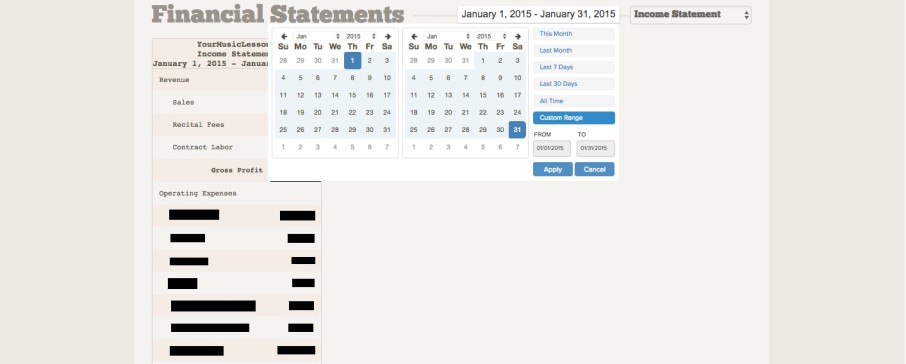 Financial Statements
January 1, 2015 - January 31, 2015
Income Statement
YourMusicLesson
Income Statemen
January 1, 2015 - Januar
Revenue
Sales
Recital Fees
Contract Labor
Gross Profit
Operating Expenses
Jan 2015
Su Mo Tu We Th Fr Sa
28 29 30 31 1 2 3
4 5 6 7 8 9 10
11 12 13 14 15 16 17
18 19 20 21 22 23 24
25 26 27 28 29 30 31
1 2 3 4 5 6 7
Jan 2015
Su Mo Tu We Th Fr Sa
28 29 30 31 1 2 3
4 5 6 7 8 9 10
11 12 13 14 15 16 17
18 19 20 21 22 23 24
25 26 27 28 29 30 31
1 2 3 4 5 6 7
This Month
Last Month
Last 7 Days
Last 30 Days
All Time
Custom Range
FROM TO
01/01/2015 01/31/2015
Apply Cancel